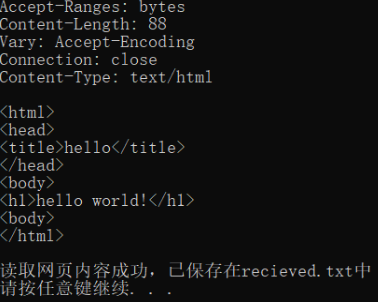 Accept-Ranges: bytes
Content-Length: 88
Vary: Accept-Encoding
Connection: close
Content-Type: text/html

<html>
<head>
<title>hello</title>
</head>
<body>
<h1>hello world!</h1>
<body>
</html>

读取网页内容成功，已保存在recieved.txt中
请按任意键继续. . .